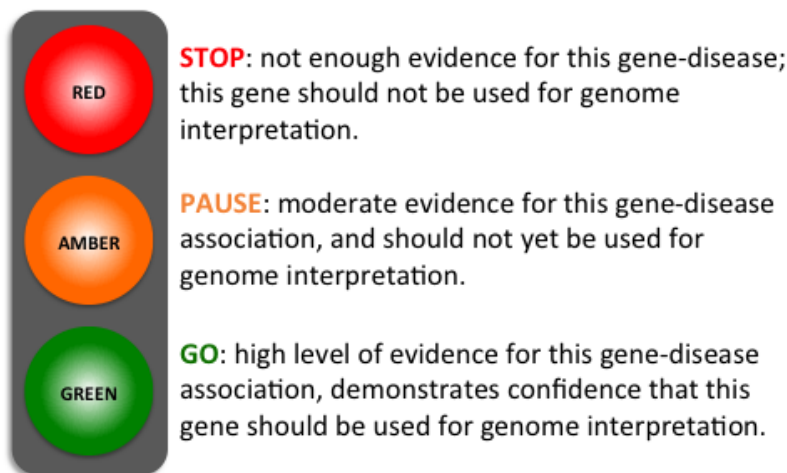 RED
STOP: not enough evidence for this gene-disease;
this gene should not be used for genome
interpretation.
AMBER
PAUSE: moderate evidence for this gene-disease
association, and should not yet be used for
genome interpretation.
GREEN
GO: high level of evidence for this gene-disease
association, demonstrates confidence that this
gene should be used for genome interpretation.